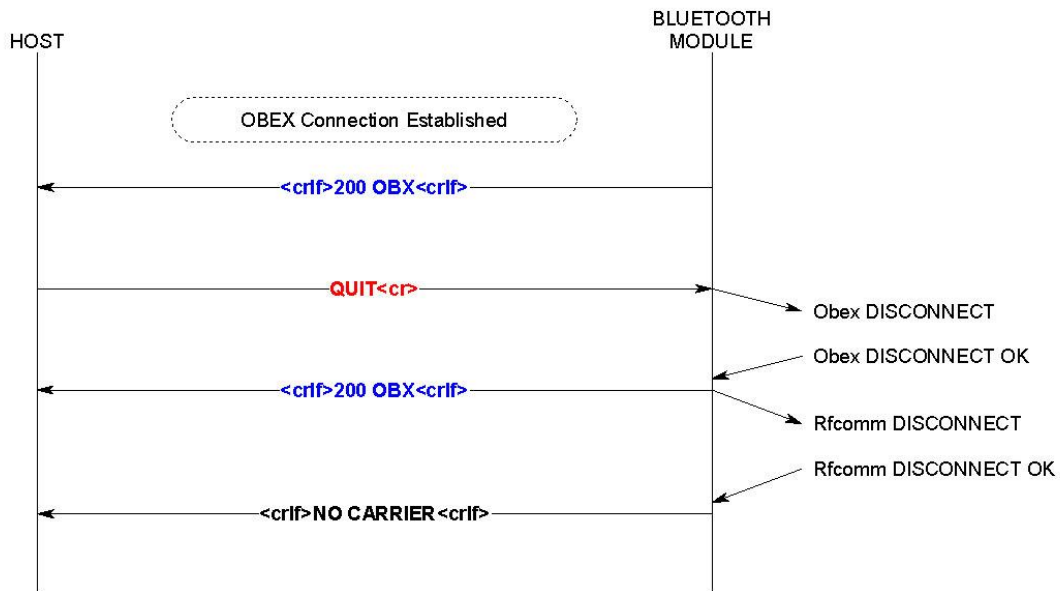 HOST
BLUETOOTH
MODULE
OBEX Connection Established
<crlf>200 OBX<crlf>
QUIT<cr>
Obex DISCONNECT
Obex DISCONNECT OK
<crlf>200 OBX<crlf>
Rfcomm DISCONNECT
Rfcomm DISCONNECT OK
<crlf>NO CARRIER<crlf>